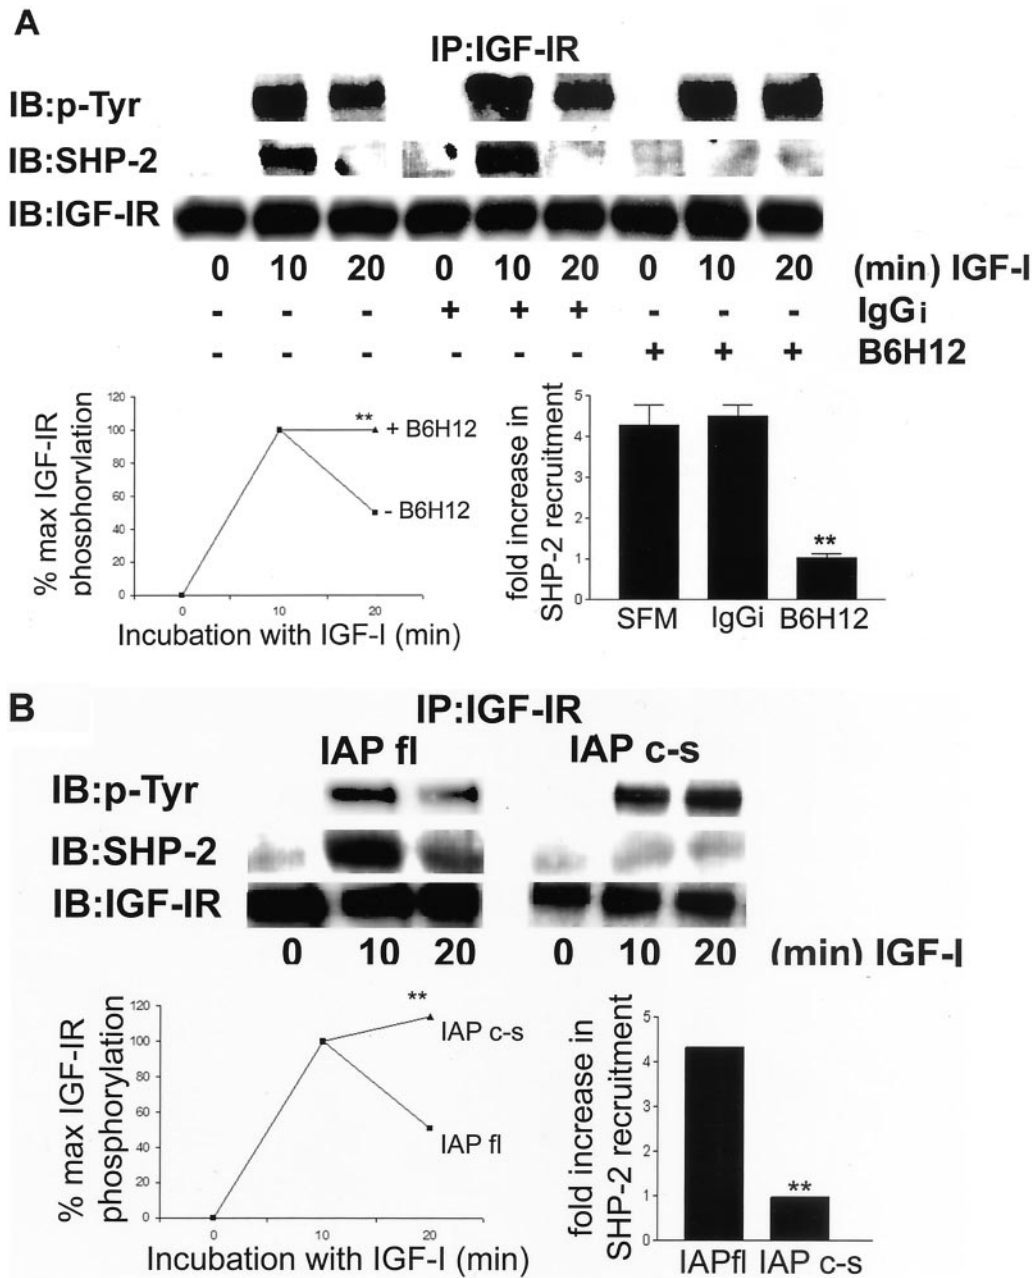 A
IP:IGF-IR
IB:p-Tyr
IB:SHP-2
IB:IGF-IR
0 10 20 0 10 20 0 10 20 (min) IGF-I
- - - + + + - - - IgGi
- - - - - - + + + B6H12
% max IGF-IR
phosphorylation
120
100
80
60
40
20
0
0 10 20
** + B6H12
- B6H12
Incubation with IGF-I (min)
fold increase in
SHP-2 recruitment
5
4
3
2
1
0
**
SFM IgGi B6H12
B
IP:IGF-IR
IAP fl IAP c-s
IB:p-Tyr
IB:SHP-2
IB:IGF-IR
0 10 20 0 10 20 (min) IGF-I
% max IGF-IR
phosphorylation
120
100
80
60
40
20
0
0 10 20
**
IAP c-s
IAP fl
Incubation with IGF-I (min)
fold increase in
SHP-2 recruitment
5
4
3
2
1
0
**
IAPfl IAP c-s